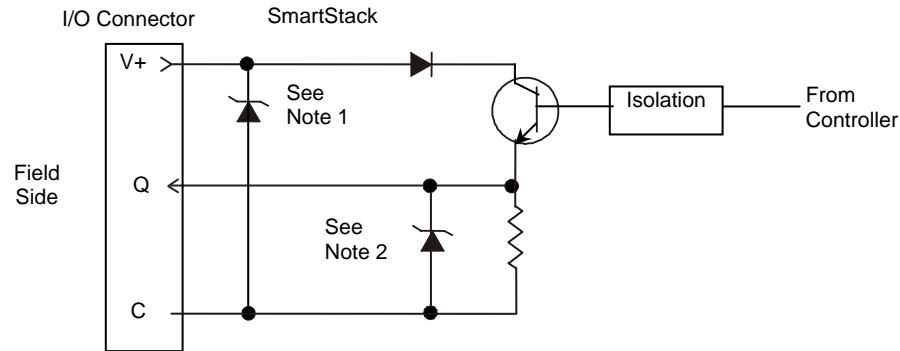 I/O Connector
SmartStack
V+
See
Note 1
Isolation
From
Controller
Field
Side
Q
See
Note 2
C